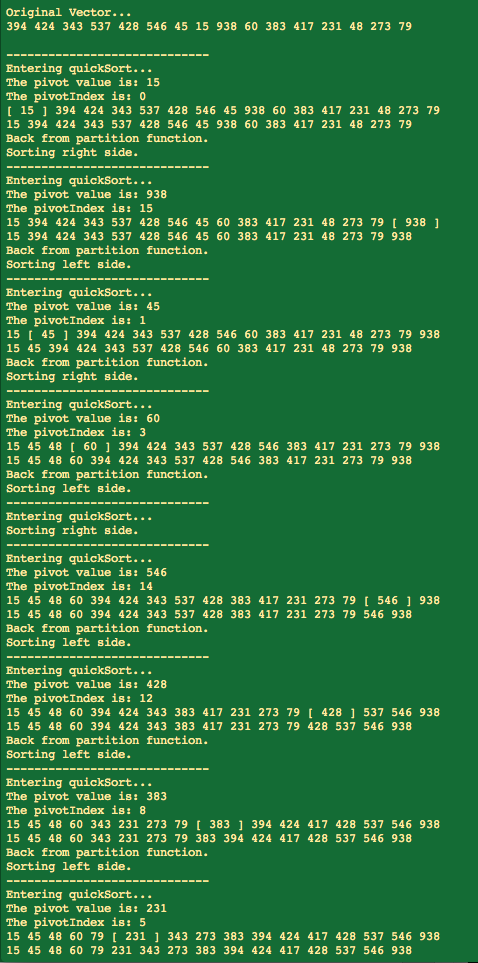 Original Vector...
394 424 343 537 428 546 45 15 938 60 383 417 231 48 273 79
-----------------------------
Entering quickSort...
The pivot value is: 15
The pivotIndex is: 0
[ 15 ] 394 424 343 537 428 546 45 938 60 383 417 231 48 273 79
15 394 424 343 537 428 546 45 938 60 383 417 231 48 273 79
Back from partition function.
Sorting right side.
-----------------------------
Entering quickSort...
The pivot value is: 938
The pivotIndex is: 15
15 394 424 343 537 428 546 45 60 383 417 231 48 273 79 [ 938 ]
15 394 424 343 537 428 546 45 60 383 417 231 48 273 79 938
Back from partition function.
Sorting left side.
-----------------------------
Entering quickSort...
The pivot value is: 45
The pivotIndex is: 1
15 [ 45 ] 394 424 343 537 428 546 60 383 417 231 48 273 79 938
15 45 394 424 343 537 428 546 60 383 417 231 48 273 79 938
Back from partition function.
Sorting right side.
-----------------------------
Entering quickSort...
The pivot value is: 60
The pivotIndex is: 3
15 45 48 [ 60 ] 394 424 343 537 428 546 383 417 231 273 79 938
15 45 48 60 394 424 343 537 428 546 383 417 231 273 79 938
Back from partition function.
Sorting left side.
-----------------------------
Entering quickSort...
Sorting right side.
-----------------------------
Entering quickSort...
The pivot value is: 546
The pivotIndex is: 14
15 45 48 60 394 424 343 537 428 383 417 231 273 79 [ 546 ] 938
15 45 48 60 394 424 343 537 428 383 417 231 273 79 546 938
Back from partition function.
Sorting left side.
-----------------------------
Entering quickSort...
The pivot value is: 428
The pivotIndex is: 12
15 45 48 60 394 424 343 383 417 231 273 79 [ 428 ] 537 546 938
15 45 48 60 394 424 343 383 417 231 273 79 428 537 546 938
Back from partition function.
Sorting left side.
-----------------------------
Entering quickSort...
The pivot value is: 383
The pivotIndex is: 8
15 45 48 60 343 231 273 79 [ 383 ] 394 424 417 428 537 546 938
15 45 48 60 343 231 273 79 383 394 424 417 428 537 546 938
Back from partition function.
Sorting left side.
-----------------------------
Entering quickSort...
The pivot value is: 231
The pivotIndex is: 5
15 45 48 60 79 [ 231 ] 343 273 383 394 424 417 428 537 546 938
15 45 48 60 79 231 343 273 383 394 424 417 428 537 546 938